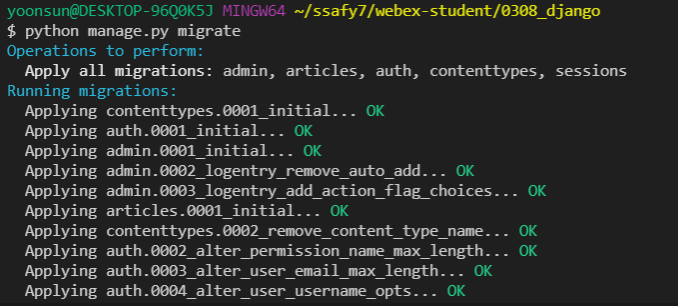 yoonsun@DESKTOP-96Q0K5J MINGW64 ~/ssafy7/webex-student/0308_django
$ python manage.py migrate
Operations to perform:
  Apply all migrations: admin, articles, auth, contenttypes, sessions
Running migrations:
  Applying contenttypes.0001_initial... OK
  Applying auth.0001_initial... OK
  Applying admin.0001_initial... OK
  Applying admin.0002_logentry_remove_auto_add... OK
  Applying admin.0003_logentry_add_action_flag_choices... OK
  Applying articles.0001_initial... OK
  Applying contenttypes.0002_remove_content_type_name... OK
  Applying auth.0002_alter_permission_name_max_length... OK
  Applying auth.0003_alter_user_email_max_length... OK
  Applying auth.0004_alter_user_username_opts... OK